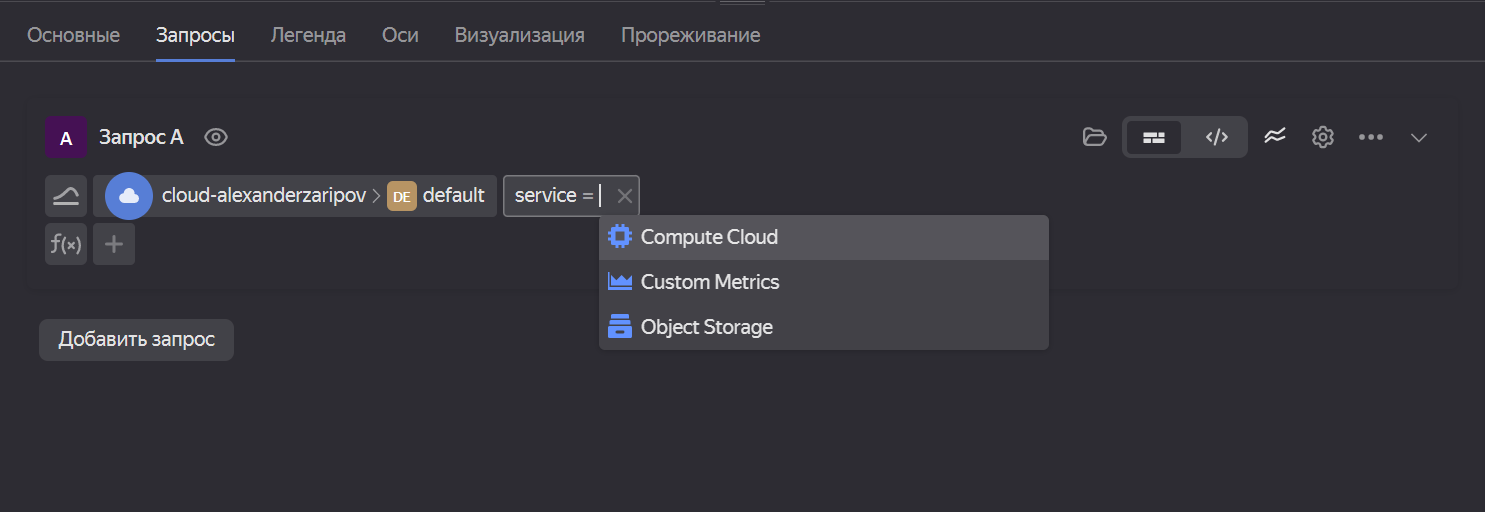 Основные Запросы Легенда Оси Визуализация Прореживание
A Запрос A </>
cloud-alexanderzaripov > DE default service =
Compute Cloud
f(x) +
Custom Metrics
Object Storage
Добавить запрос